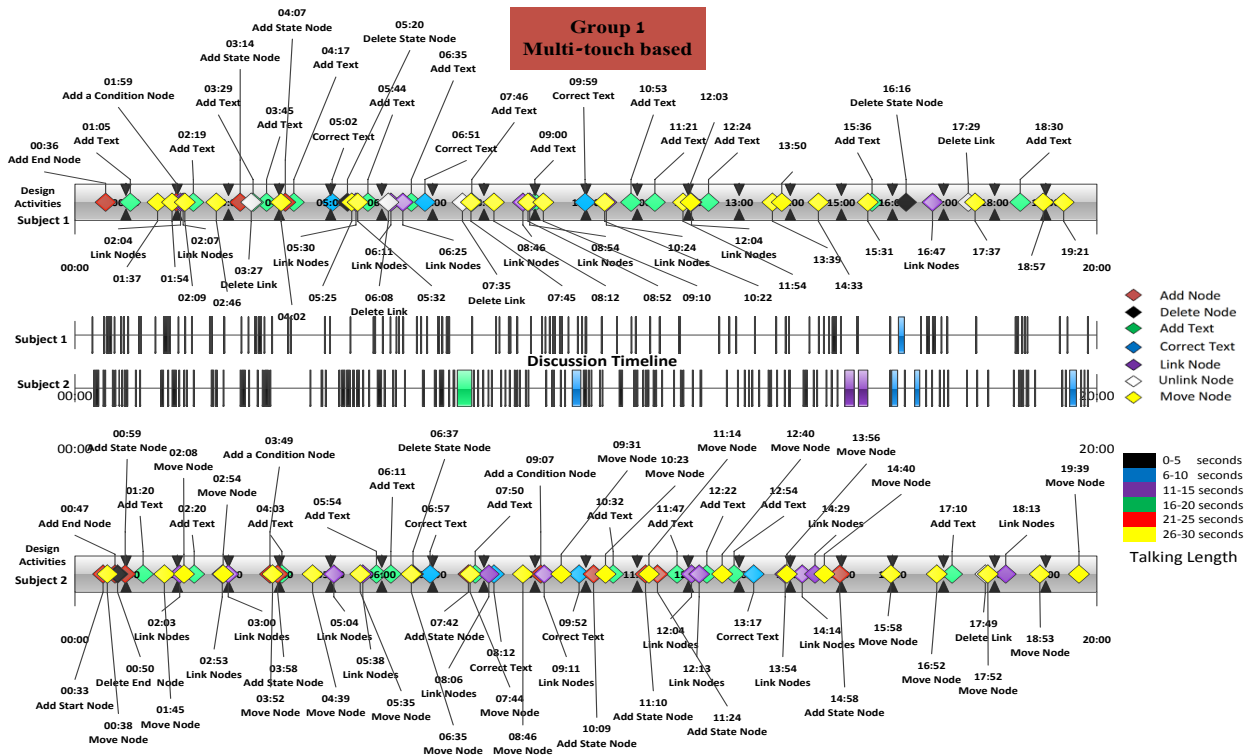 Group 1
Multi-touch based
04:07
Add State Node
05:20
Delete State Node
03:14
Add State Node
04:17
Add Text
06:35
Add Text
01:59
Add a Condition Node
03:29
Add Text
05:44
Add Text
07:46
Add Text
09:59
Correct Text
10:53
Add Text
12:03
16:16
Delete State Node
01:05
Add Text
02:19
Add Text
03:45
Add Text
05:02
Correct Text
06:51
Correct Text
09:00
Add Text
11:21
Add Text
12:24
Add Text
13:50
15:36
Add Text
17:29
Delete Link
18:30
Add Text
00:36
Add End Node
Design
Activities
Subject 1
13:00
15:00
02:04
Link Nodes
02:07
Link Nodes
05:30
Link Nodes
06:11
Link Nodes
06:25
Link Nodes
08:46
Link Nodes
08:54
Link Nodes
10:24
Link Nodes
12:04
Link Nodes
13:39
15:31
16:47
Link Nodes
17:37
00:00
01:37
01:54
02:09
02:46
03:27
Delete Link
04:02
05:25
06:08
Delete Link
05:32
07:35
Delete Link
07:45
08:12
08:52
09:10
10:22
11:54
14:33
18:57
19:21
20:00
Subject 1
Discussion Timeline
Subject 2
00:00
20:00
Add Node
Delete Node
Add Text
Correct Text
Link Node
Unlink Node
Move Node
00:00
20:00
00:59
Add State Node
02:08
Move Node
03:49
Add a Condition Node
06:37
Delete State Node
09:07
Add a Condition Node
09:31
Move Node
10:23
Move Node
11:14
Move Node
12:40
Move Node
13:56
Move Node
14:40
Move Node
19:39
Move Node
00:47
Add End Node
01:20
Add Text
02:20
Add Text
02:54
Move Node
04:03
Add Text
05:54
Add Text
06:11
Add Text
06:57
Correct Text
07:50
Add Text
10:32
Add Text
11:47
Add Text
12:22
Add Text
12:54
Add Text
14:29
Link Nodes
17:10
Add Text
18:13
Link Nodes
0-5 seconds
6-10 seconds
11-15 seconds
16-20 seconds
21-25 seconds
26-30 seconds
Talking Length
Design
Activities
Subject 2
00:00
02:03
Link Nodes
03:00
Link Nodes
05:04
Link Nodes
07:42
Add State Node
09:52
Correct Text
12:04
Link Nodes
13:17
Correct Text
14:14
Link Nodes
15:58
Move Node
17:49
Delete Link
18:53
Move Node
20:00
00:33
Add Start Node
00:50
Delete End Node
02:53
Link Nodes
03:58
Add State Node
05:38
Link Nodes
08:06
Link Nodes
08:12
Correct Text
09:11
Link Nodes
12:13
Link Nodes
13:54
Link Nodes
16:52
Move Node
17:52
Move Node
00:38
Move Node
01:45
Move Node
03:52
Move Node
04:39
Move Node
05:35
Move Node
06:35
Move Node
07:44
Move Node
08:46
Move Node
10:09
Add State Node
11:10
Add State Node
11:24
Add State Node
14:58
Add State Node